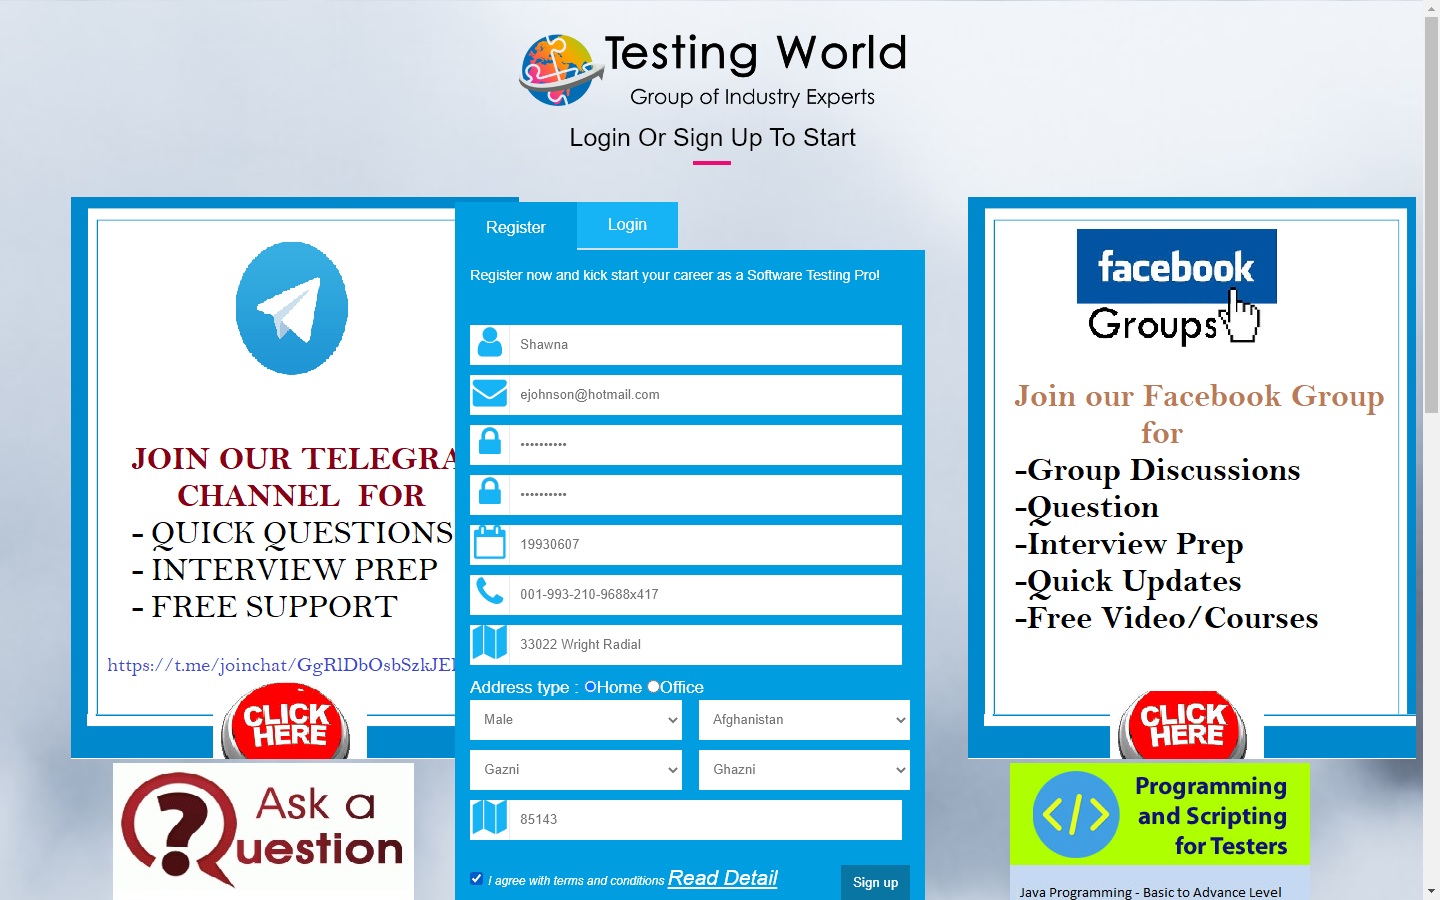 Testing World
Group of Industry Experts
Login Or Sign Up To Start
JOIN OUR TELEGRA
CHANNEL FOR
- QUICK QUESTIONS
- INTERVIEW PREP
- FREE SUPPORT
https://t.me/joinchat/GgRlDbOsbSzkJE
CLICK
HERE
Ask a
Question
Register
Login
Register now and kick start your career as a Software Testing Pro!
Shawna
ejohnson@hotmail.com
••••••••••
••••••••••
19930607
001-993-210-9688x417
33022 Wright Radial
Address type : Home Office
Male
Afghanistan
Gazni
Ghazni
85143
I agree with terms and conditions Read Detail
Sign up
facebook
Groups
Join our Facebook Group
for
-Group Discussions
-Question
-Interview Prep
-Quick Updates
-Free Video/Courses
CLICK
HERE
</>
Programming
and Scripting
for Testers
Java Programming - Basic to Advance Level